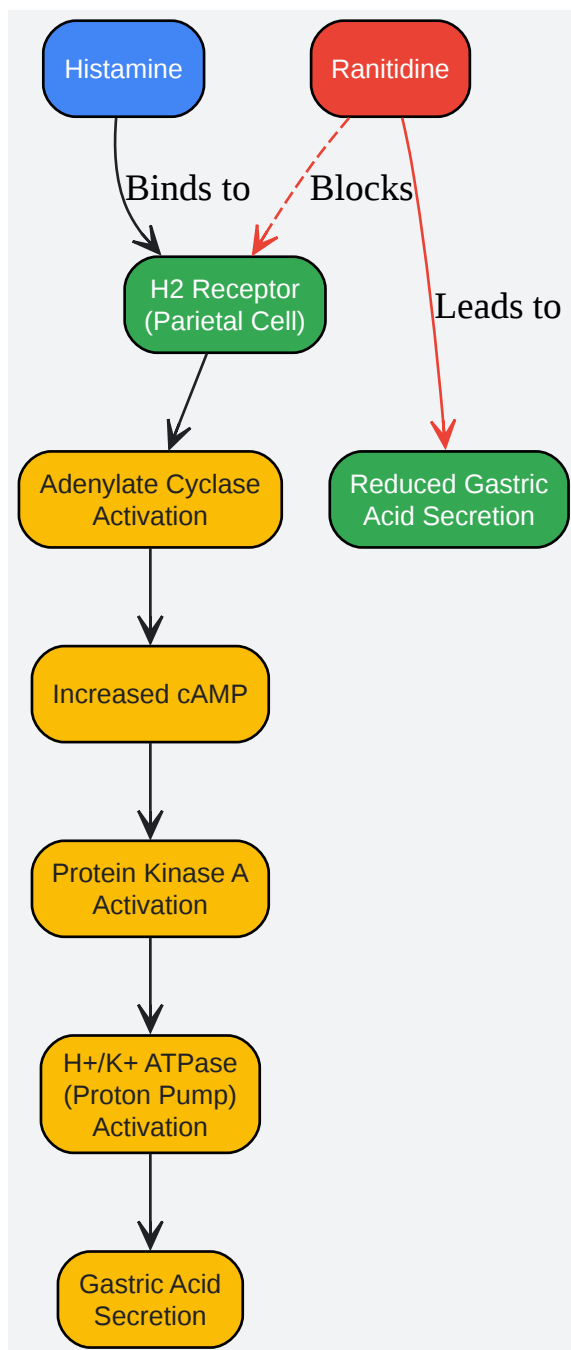 Histamine
Ranitidine
Binds to
Blocks
H2 Receptor
(Parietal Cell)
Leads to
Adenylate Cyclase
Activation
Reduced Gastric
Acid Secretion
Increased cAMP
Protein Kinase A
Activation
H+/K+ ATPase
(Proton Pump)
Activation
Gastric Acid
Secretion